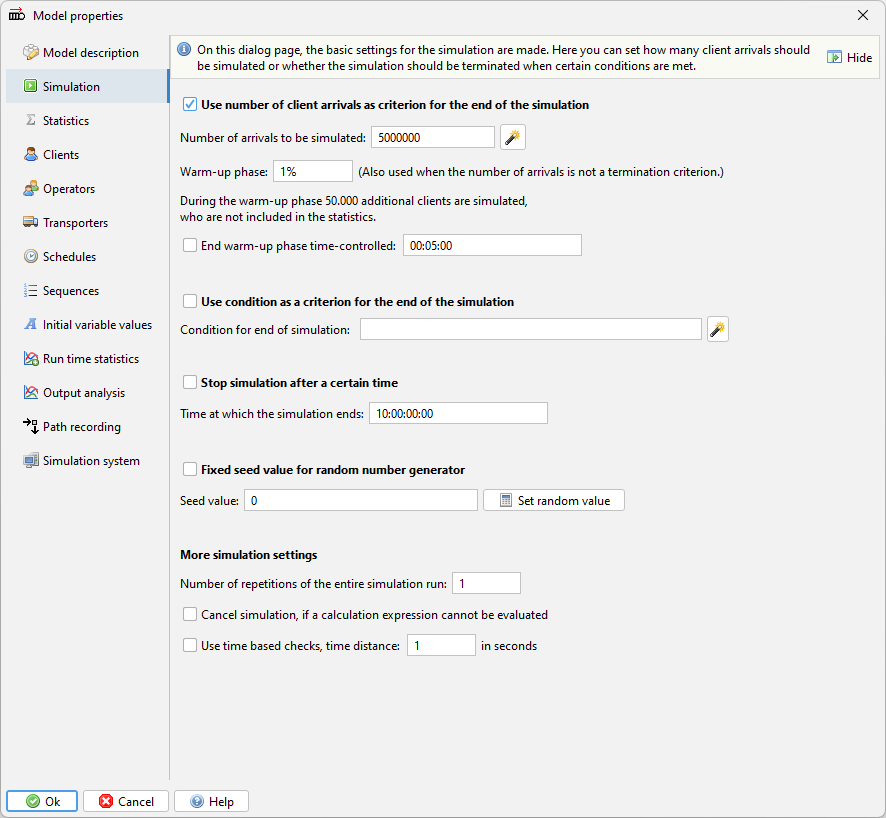 Model properties
Model description
Simulation
Statistics
Clients
Operators
Transporters
Schedules
Sequences
Initial variable values
Run time statistics
Output analysis
Path recording
Simulation system
On this dialog page, the basic settings for the simulation are made. Here you can set how many client arrivals should
be simulated or whether the simulation should be terminated when certain conditions are met.
Hide
Use number of client arrivals as criterion for the end of the simulation
Number of arrivals to be simulated: 5000000
Warm-up phase: 1% (Also used when the number of arrivals is not a termination criterion.)
During the warm-up phase 50.000 additional clients are simulated,
who are not included in the statistics.
End warm-up phase time-controlled: 00:05:00
Use condition as a criterion for the end of the simulation
Condition for end of simulation:
Stop simulation after a certain time
Time at which the simulation ends: 10:00:00:00
Fixed seed value for random number generator
Seed value: 0 Set random value
More simulation settings
Number of repetitions of the entire simulation run: 1
Cancel simulation, if a calculation expression cannot be evaluated
Use time based checks, time distance: 1 in seconds
Ok Cancel Help